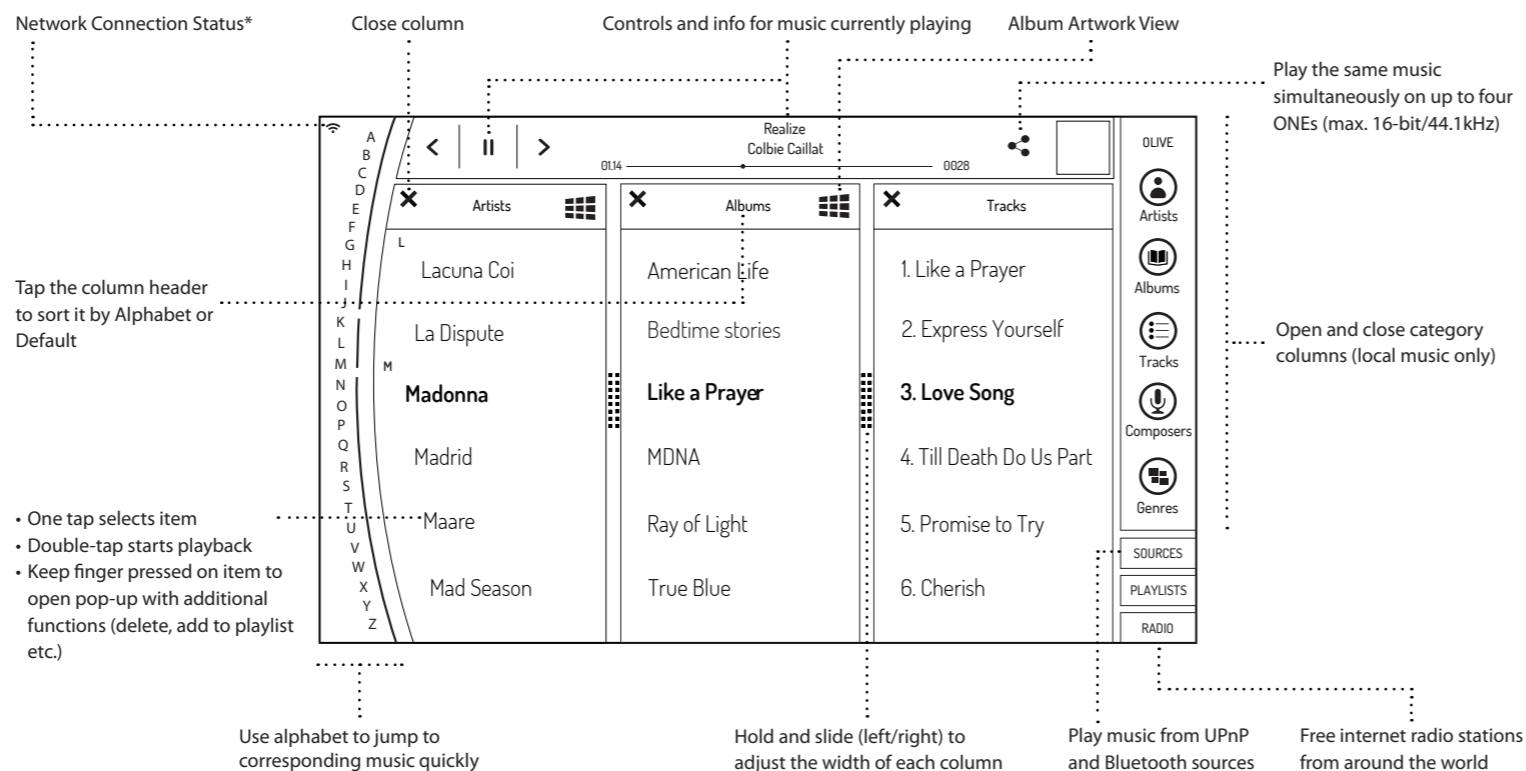 Network Connection Status*
Close column
Controls and info for music currently playing
Album Artwork View
Play the same music
simultaneously on up to four
ONEs (max. 16-bit/44.1kHz)
Tap the column header
to sort it by Alphabet or
Default
• One tap selects item
• Double-tap starts playback
• Keep finger pressed on item to
open pop-up with additional
functions (delete, add to playlist
etc.)
A
B
C
D
E
F
G
H
I
J
K
L
M
N
O
P
Q
R
S
T
U
V
W
X
Y
Z
Realize
Colbie Caillat
01.14
0028
Artists
L
Lacuna Coi
La Dispute
M
Madonna
Madrid
Maare
Mad Season
Albums
American Life
Bedtime stories
Like a Prayer
MDNA
Ray of Light
True Blue
Tracks
1. Like a Prayer
2. Express Yourself
3. Love Song
4. Till Death Do Us Part
5. Promise to Try
6. Cherish
OLIVE
Artists
Albums
Tracks
Composers
Genres
SOURCES
PLAYLISTS
RADIO
Open and close category
columns (local music only)
Use alphabet to jump to
corresponding music quickly
Hold and slide (left/right) to
adjust the width of each column
Play music from UPnP
and Bluetooth sources
Free internet radio stations
from around the world